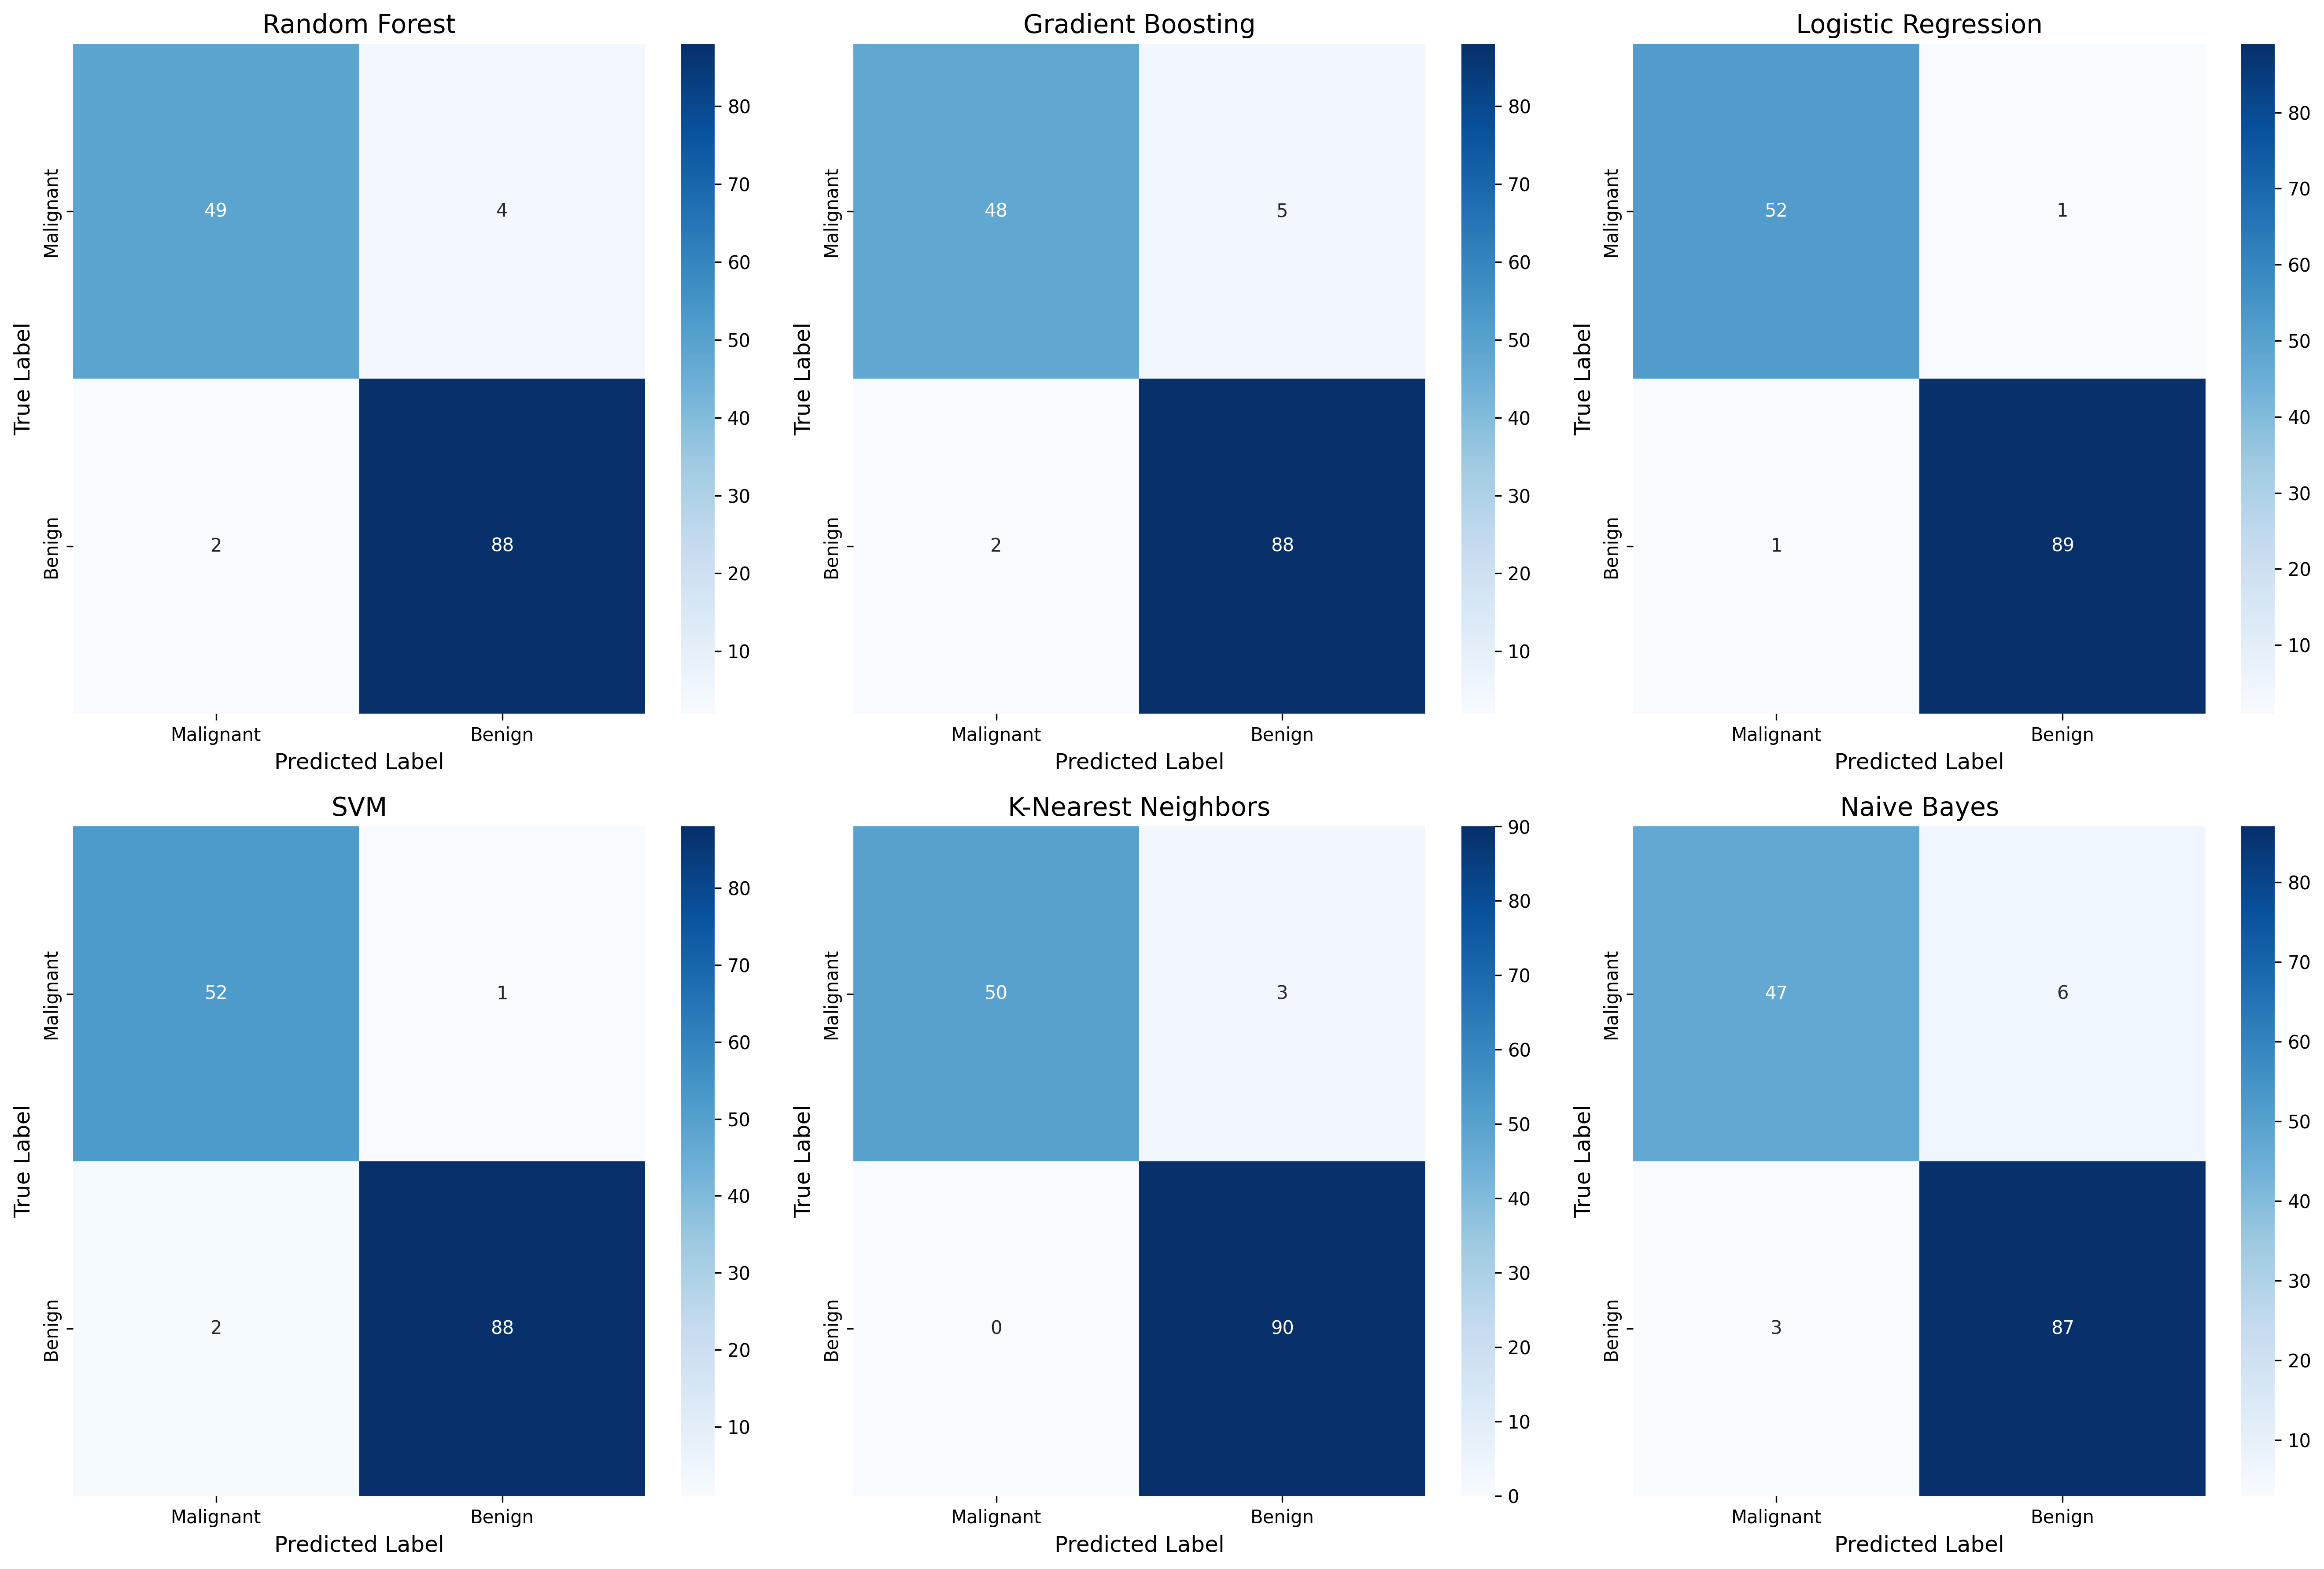 Random Forest
Malignant
49
4
80
70
60
50
40
30
20
10
True Label
Benign
2
88
Malignant
Benign
Predicted Label
Gradient Boosting
Malignant
48
5
80
70
60
50
40
30
20
10
True Label
Benign
2
88
Malignant
Benign
Predicted Label
Logistic Regression
Malignant
52
1
80
70
60
50
40
30
20
10
True Label
Benign
1
89
Malignant
Benign
Predicted Label
SVM
Malignant
52
1
80
70
60
50
40
30
20
10
True Label
Benign
2
88
Malignant
Benign
Predicted Label
K-Nearest Neighbors
Malignant
50
3
90
80
70
60
50
40
30
20
10
0
True Label
Benign
0
90
Malignant
Benign
Predicted Label
Naive Bayes
Malignant
47
6
80
70
60
50
40
30
20
10
True Label
Benign
3
87
Malignant
Benign
Predicted Label